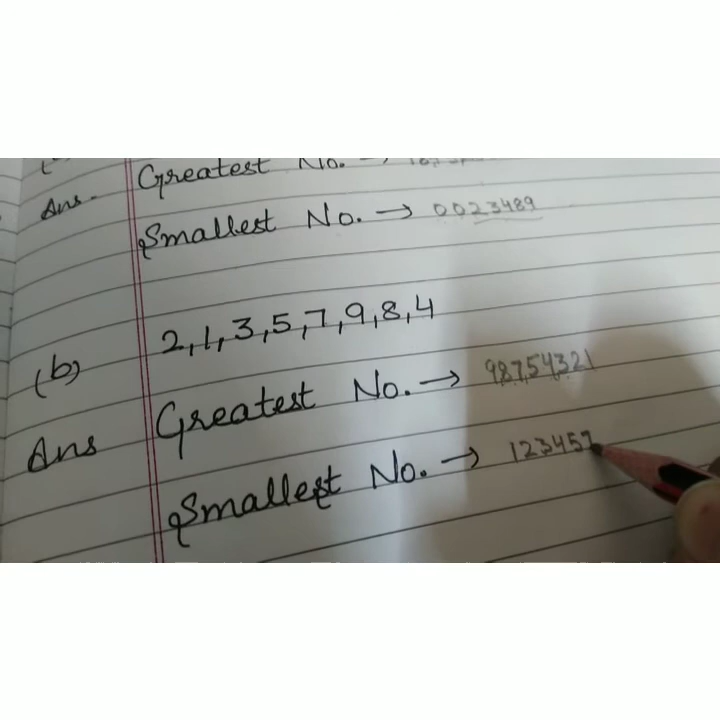 Greatest No. →
Ans. Smallest No. → 0023489
(b) 2,1,3,5,7,9,8,4
Ans Greatest No. → 98754321
Smallest No. → 123457